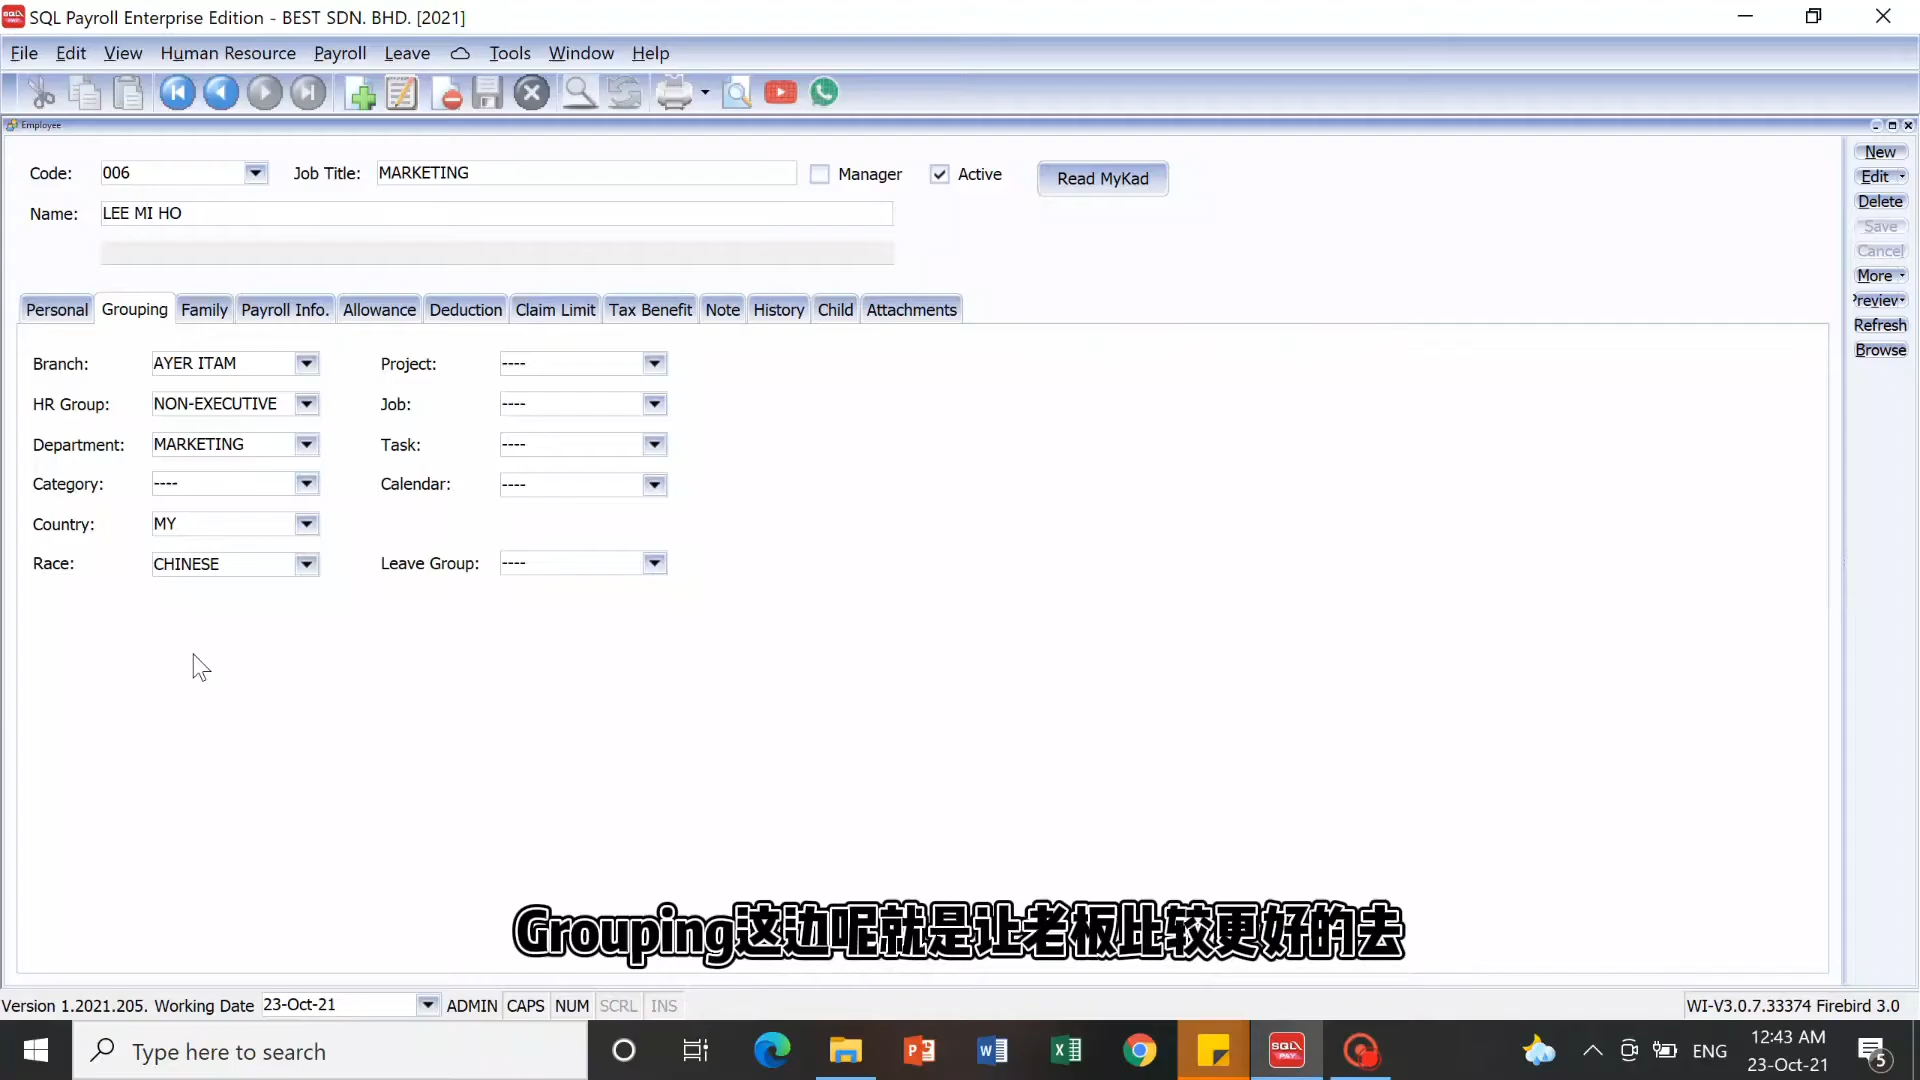 SQL Payroll Enterprise Edition - BEST SDN. BHD. [2021]
File Edit View Human Resource Payroll Leave Tools Window Help
Employee
Code: 006 Job Title: MARKETING Manager Active Read MyKad
Name: LEE MI HO
New
Edit
Delete
Save
Cancel
More
Preview
Refresh
Browse
Personal Grouping Family Payroll Info. Allowance Deduction Claim Limit Tax Benefit Note History Child Attachments
Branch: AYER ITAM Project: ----
HR Group: NON-EXECUTIVE Job: ----
Department: MARKETING Task: ----
Category: ---- Calendar: ----
Country: MY
Race: CHINESE Leave Group: ----
Grouping这边呢就是让老板比较更好的去
Version 1.2021.205. Working Date 23-Oct-21 ADMIN CAPS NUM SCRL INS WI-V3.0.7.33374 Firebird 3.0
Type here to search
SQL PAY
ENG
12:43 AM
23-Oct-21
5